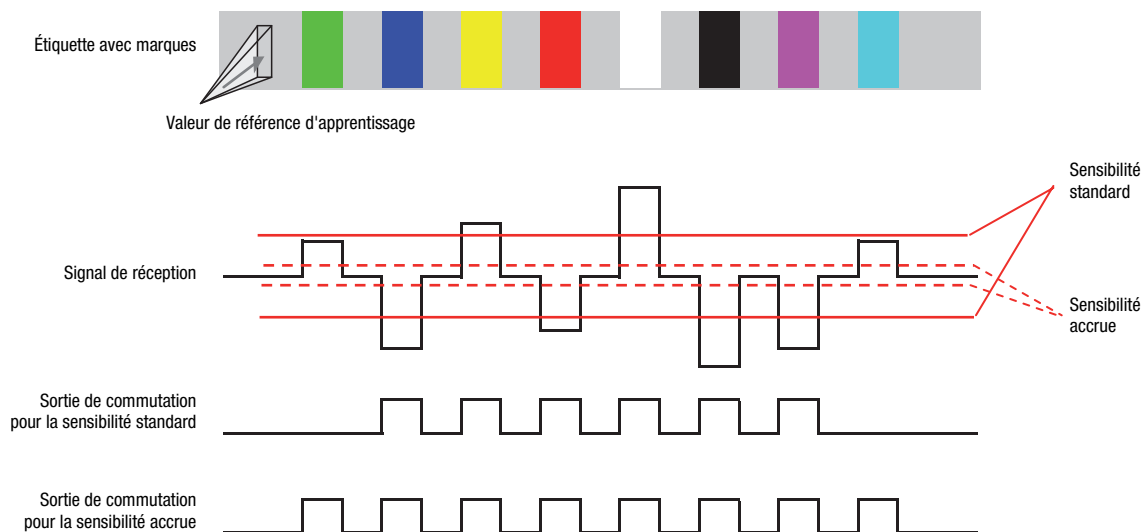 Étiquette avec marques
Valeur de référence d'apprentissage
Sensibilité
standard
Signal de réception
Sensibilité
accrue
Sortie de commutation
pour la sensibilité standard
Sortie de commutation
pour la sensibilité accrue